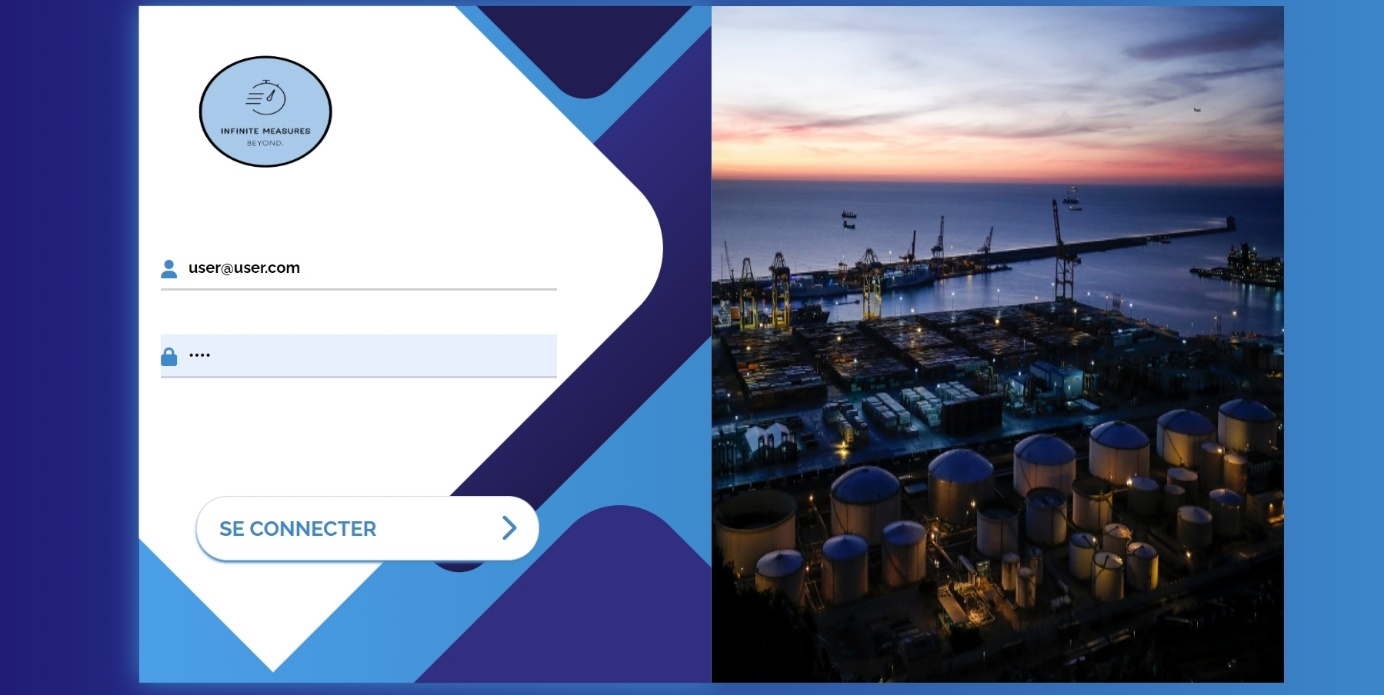 INFINITE MEASURES
BEYOND.
user@user.com
••••
SE CONNECTER